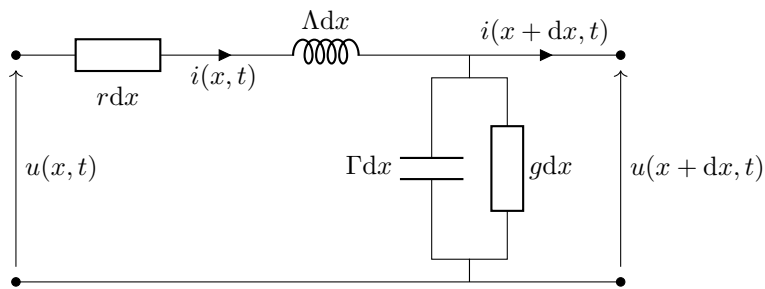 Λdx
i(x + dx, t)
i(x, t)
rdx
u(x, t)
Γdx
gdx
u(x + dx, t)